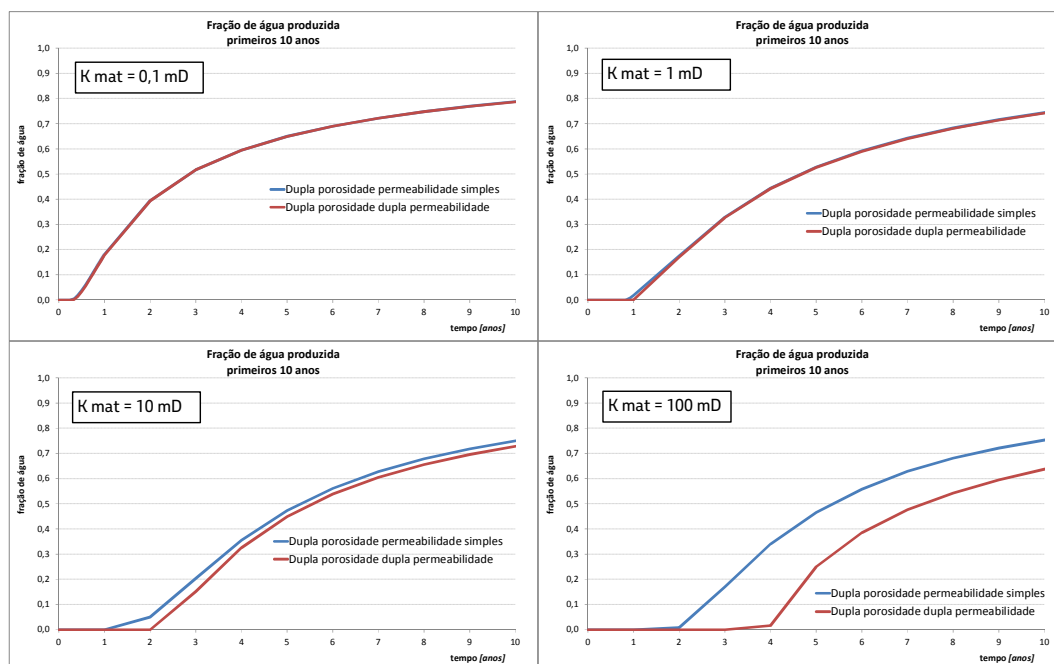 Fração de água produzida
primeiros 10 anos
K mat = 0,1 mD
fração de água
1,0
0,9
0,8
0,7
0,6
0,5
0,4
0,3
0,2
0,1
0,0
Dupla porosidade permeabilidade simples
Dupla porosidade dupla permeabilidade
0 1 2 3 4 5 6 7 8 9 10
tempo [anos]
Fração de água produzida
primeiros 10 anos
K mat = 1 mD
fração de água
1,0
0,9
0,8
0,7
0,6
0,5
0,4
0,3
0,2
0,1
0,0
Dupla porosidade permeabilidade simples
Dupla porosidade dupla permeabilidade
0 1 2 3 4 5 6 7 8 9 10
tempo [anos]
Fração de água produzida
primeiros 10 anos
K mat = 10 mD
fração de água
1,0
0,9
0,8
0,7
0,6
0,5
0,4
0,3
0,2
0,1
0,0
Dupla porosidade permeabilidade simples
Dupla porosidade dupla permeabilidade
0 1 2 3 4 5 6 7 8 9 10
tempo [anos]
Fração de água produzida
primeiros 10 anos
K mat = 100 mD
fração de água
1,0
0,9
0,8
0,7
0,6
0,5
0,4
0,3
0,2
0,1
0,0
Dupla porosidade permeabilidade simples
Dupla porosidade dupla permeabilidade
0 1 2 3 4 5 6 7 8 9 10
tempo [anos]